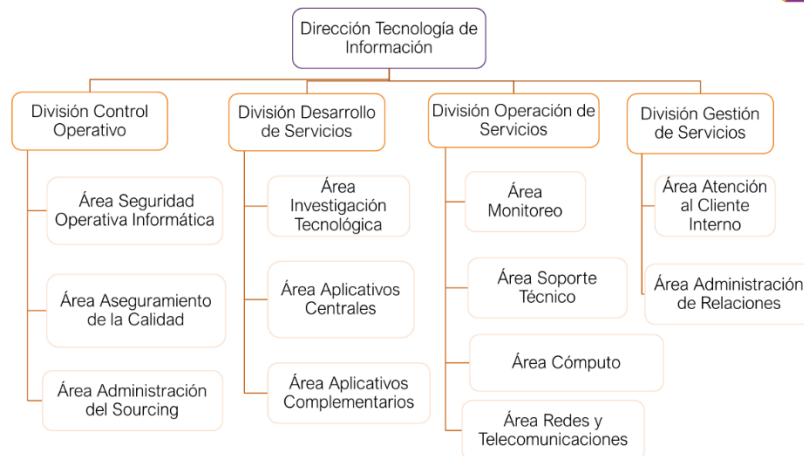 Dirección Tecnología de
Información
División Control
Operativo
División Desarrollo
de Servicios
División Operación de
Servicios
División Gestión
de Servicios
Área Seguridad
Operativa Informática
Área Aseguramiento
de la Calidad
Área Administración
del Sourcing
Área
Investigación
Tecnológica
Área Aplicativos
Centrales
Área Aplicativos
Complementarios
Área
Monitoreo
Área Soporte
Técnico
Área Cómputo
Área Redes y
Telecomunicaciones
Área Atención
al Cliente
Interno
Área Administración
de Relaciones